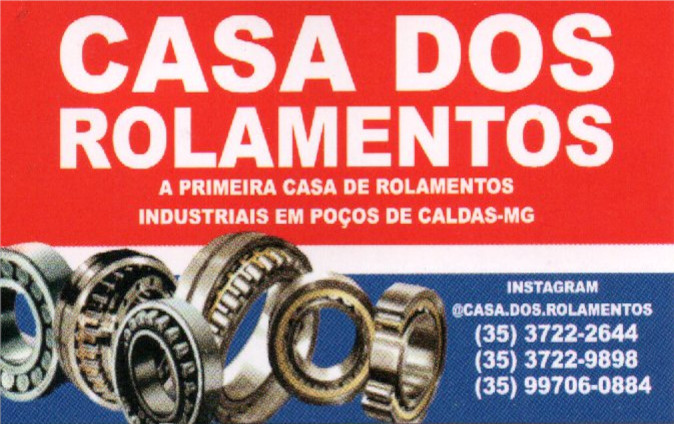 CASA DOS
ROLAMENTOS
A PRIMEIRA CASA DE ROLAMENTOS
INDUSTRIAIS EM POÇOS DE CALDAS-MG
INSTAGRAM
@CASA.DOS.ROLAMENTOS
(35) 3722-2644
(35) 3722-9898
(35) 99706-0884